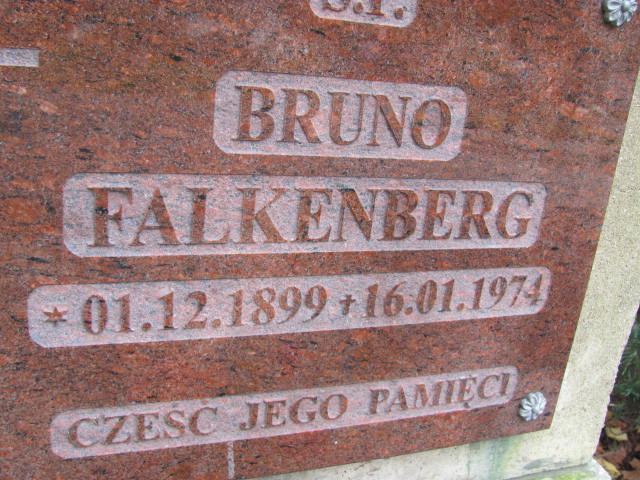 Ś.P.
BRUNO
FALKENBERG
* 01.12.1899 + 16.01.1974
CZEŚĆ JEGO PAMIĘCI